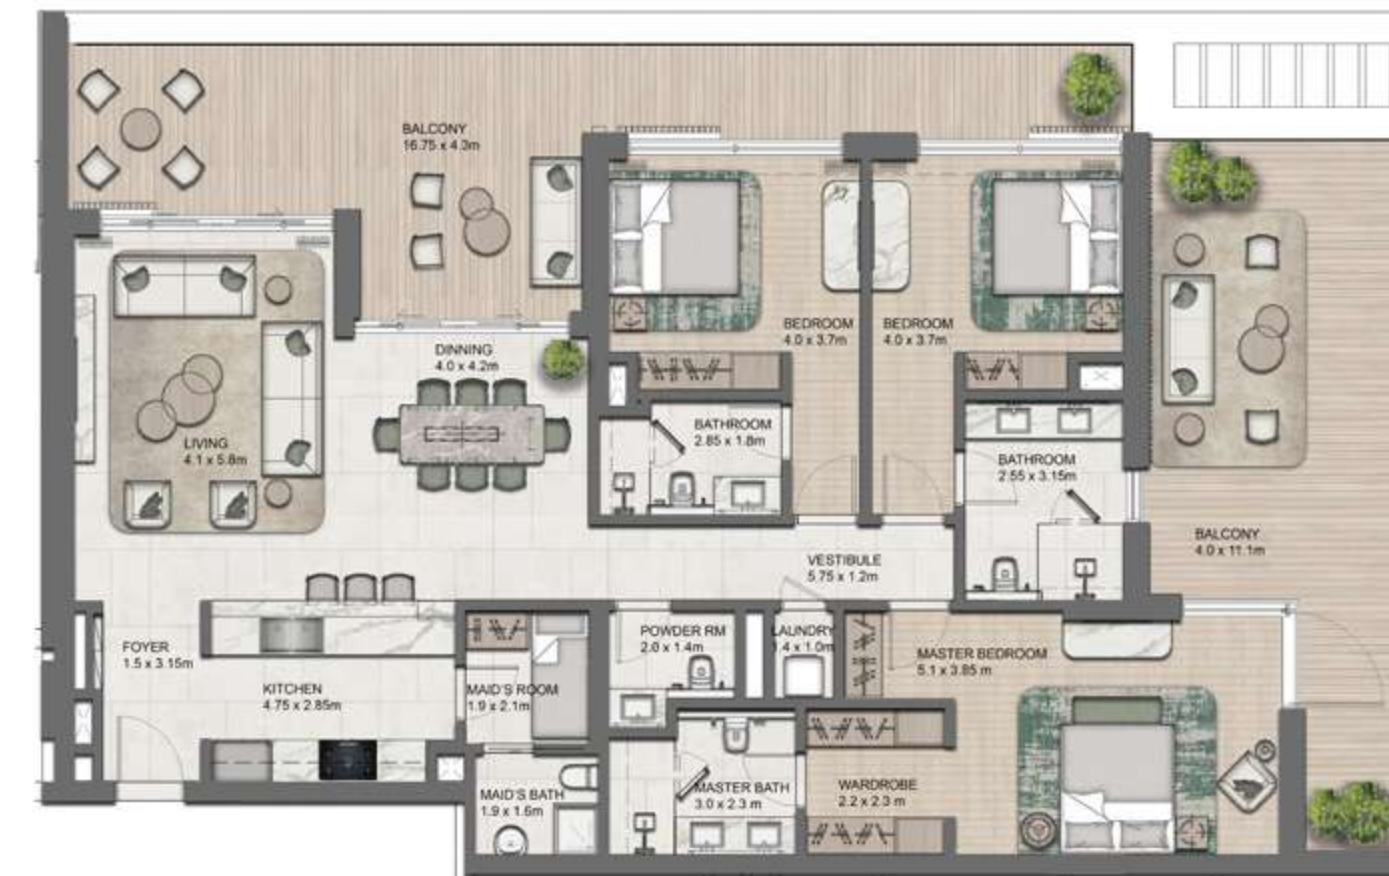 BALCONY
16.75 x 4.3m
BEDROOM
4.0 x 3.7m
BEDROOM
4.0 x 3.7m
DINNING
4.0 x 4.2m
LIVING
4.1 x 5.8m
BATHROOM
2.85 x 1.8m
BATHROOM
2.55 x 3.15m
BALCONY
4.0 x 11.1m
VESTIBULE
5.75 x 1.2m
FOYER
1.5 x 3.15m
KITCHEN
4.75 x 2.85m
MAID'S ROOM
1.9 x 2.1m
POWDER RM
2.0 x 1.4m
LAUNDRY
1.4 x 1.0m
MASTER BEDROOM
5.1 x 3.85 m
MAID'S BATH
1.9 x 1.6m
MASTER BATH
3.0 x 2.3 m
WARDROBE
2.2 x 2.3 m